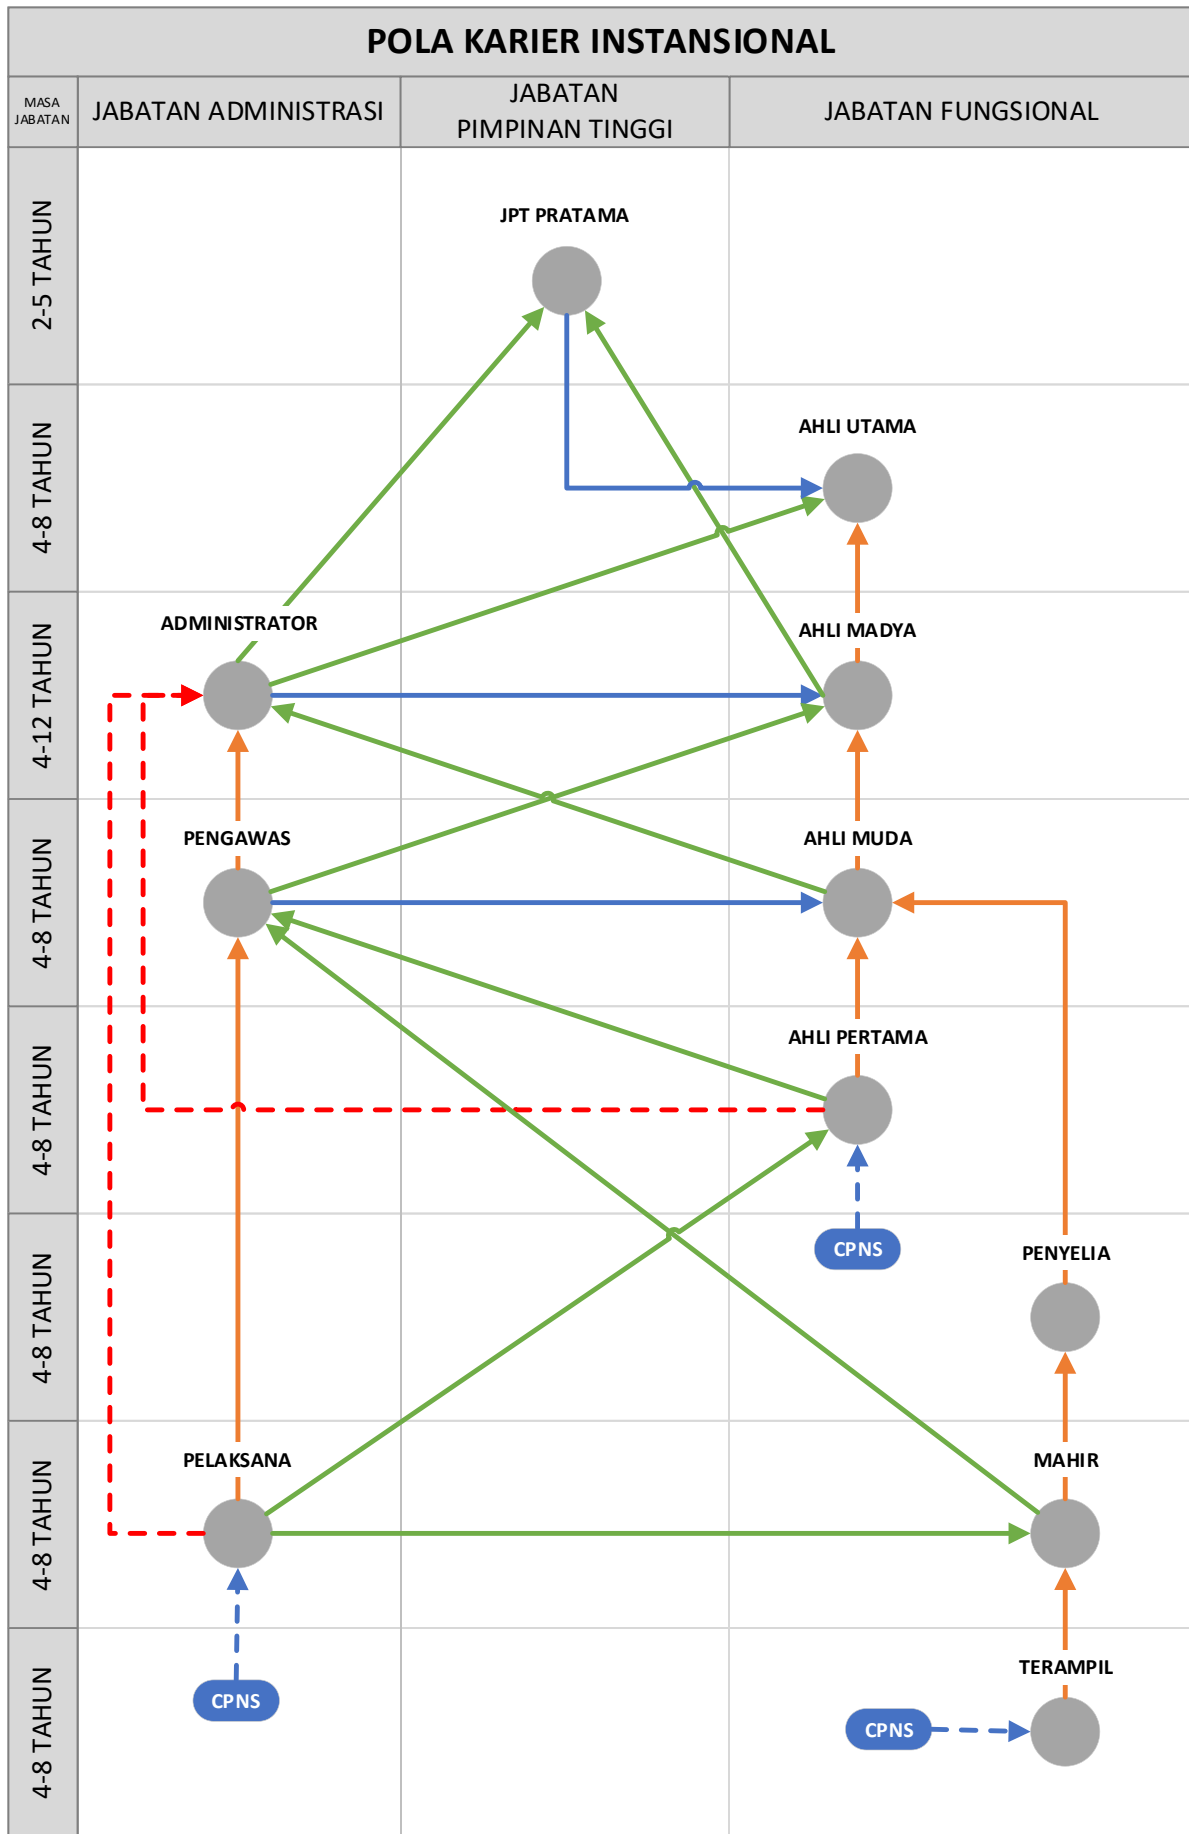 POLA KARIER INSTANSIONAL
MASA
JABATAN
JABATAN ADMINISTRASI
JABATAN
PIMPINAN TINGGI
JABATAN FUNGSIONAL
2-5 TAHUN
JPT PRATAMA
4-8 TAHUN
AHLI UTAMA
4-12 TAHUN
ADMINISTRATOR
AHLI MADYA
4-8 TAHUN
PENGAWAS
AHLI MUDA
4-8 TAHUN
AHLI PERTAMA
4-8 TAHUN
CPNS
PENYELIA
4-8 TAHUN
PELAKSANA
MAHIR
4-8 TAHUN
CPNS
TERAMPIL
CPNS